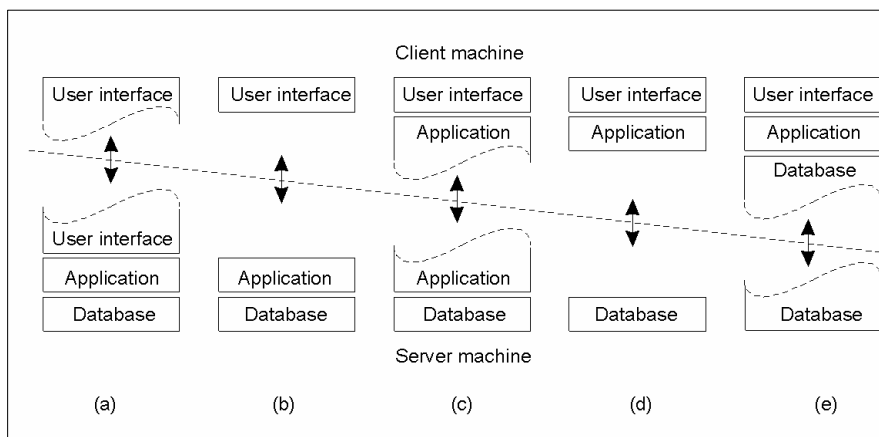 Client machine
User interface User interface User interface User interface User interface
Application Application Application
Database
User interface
Application Application Application
Database Database Database Database Database
Server machine
(a) (b) (c) (d) (e)